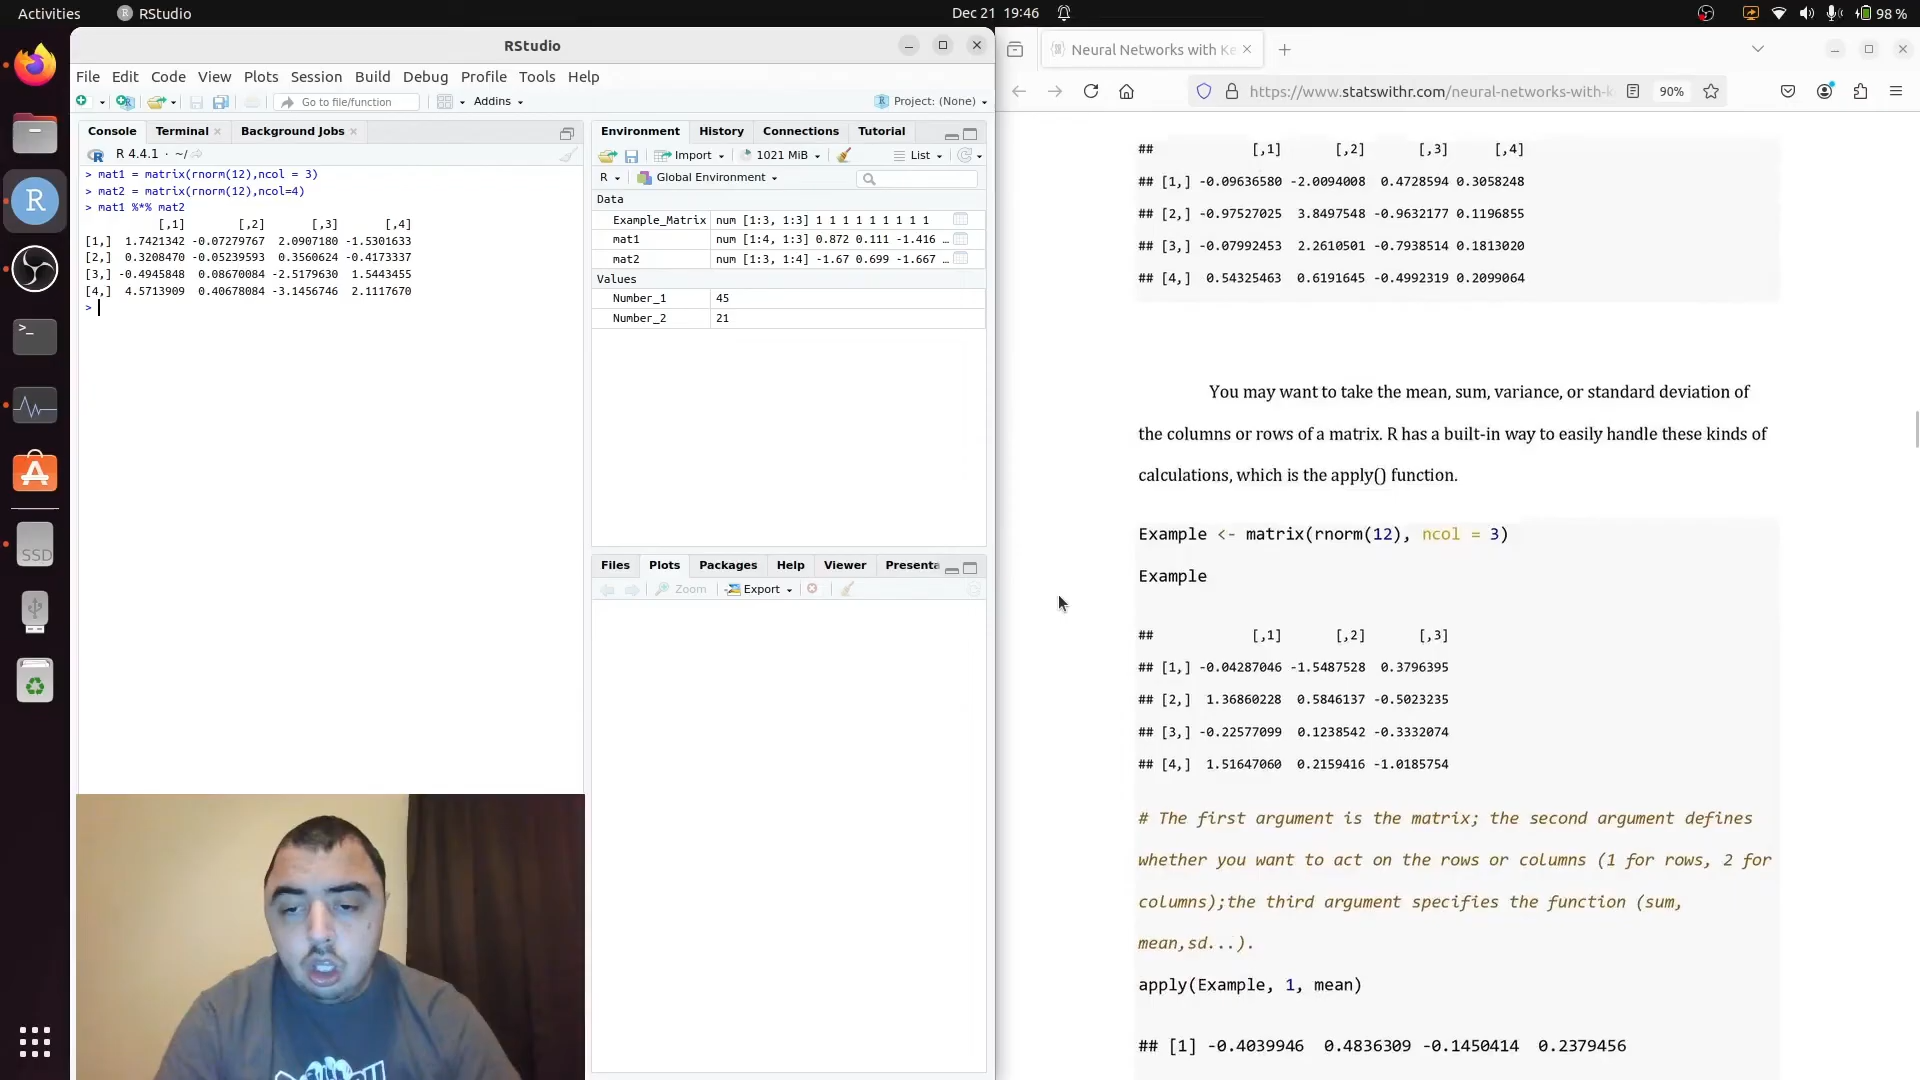 Activities
RStudio
Dec 21 19:46
98 %
RStudio
File Edit Code View Plots Session Build Debug Profile Tools Help
Go to file/function
Addins
Project: (None)
Console
Terminal
Background Jobs
R 4.4.1 · ~/
> mat1 = matrix(rnorm(12),ncol = 3)
> mat2 = matrix(rnorm(12),ncol=4)
> mat1 %*% mat2
[,1] [,2] [,3] [,4]
[1,] 1.7421342 -0.07279767 2.0907180 -1.5301633
[2,] 0.3208470 -0.05239593 0.3560624 -0.4173337
[3,] -0.4945848 0.08670084 -2.5179630 1.5443455
[4,] 4.5713909 0.40678084 -3.1456746 2.1117670
>
Environment History Connections Tutorial
Import
1021 MiB
List
R
Global Environment
Data
Example_Matrix num [1:3, 1:3] 1 1 1 1 1 1 1 1 1
mat1 num [1:4, 1:3] 0.872 0.111 -1.416 …
mat2 num [1:3, 1:4] -1.67 0.699 -1.667 …
Values
Number_1 45
Number_2 21
Files Plots Packages Help Viewer Presenta
Zoom
Export
>_
SSD
Neural Networks with Ke
https://www.statswithr.com/neural-networks-with-k
90%
## [,1] [,2] [,3] [,4]
## [1,] -0.09636580 -2.0094008 0.4728594 0.3058248
## [2,] -0.97527025 3.8497548 -0.9632177 0.1196855
## [3,] -0.07992453 2.2610501 -0.7938514 0.1813020
## [4,] 0.54325463 0.6191645 -0.4992319 0.2099064
You may want to take the mean, sum, variance, or standard deviation of
the columns or rows of a matrix. R has a built-in way to easily handle these kinds of
calculations, which is the apply() function.
Example <- matrix(rnorm(12), ncol = 3)
Example
## [,1] [,2] [,3]
## [1,] -0.04287046 -1.5487528 0.3796395
## [2,] 1.36860228 0.5846137 -0.5023235
## [3,] -0.22577099 0.1238542 -0.3332074
## [4,] 1.51647060 0.2159416 -1.0185754
# The first argument is the matrix; the second argument defines
whether you want to act on the rows or columns (1 for rows, 2 for
columns);the third argument specifies the function (sum,
mean,sd...).
apply(Example, 1, mean)
## [1] -0.4039946 0.4836309 -0.1450414 0.2379456